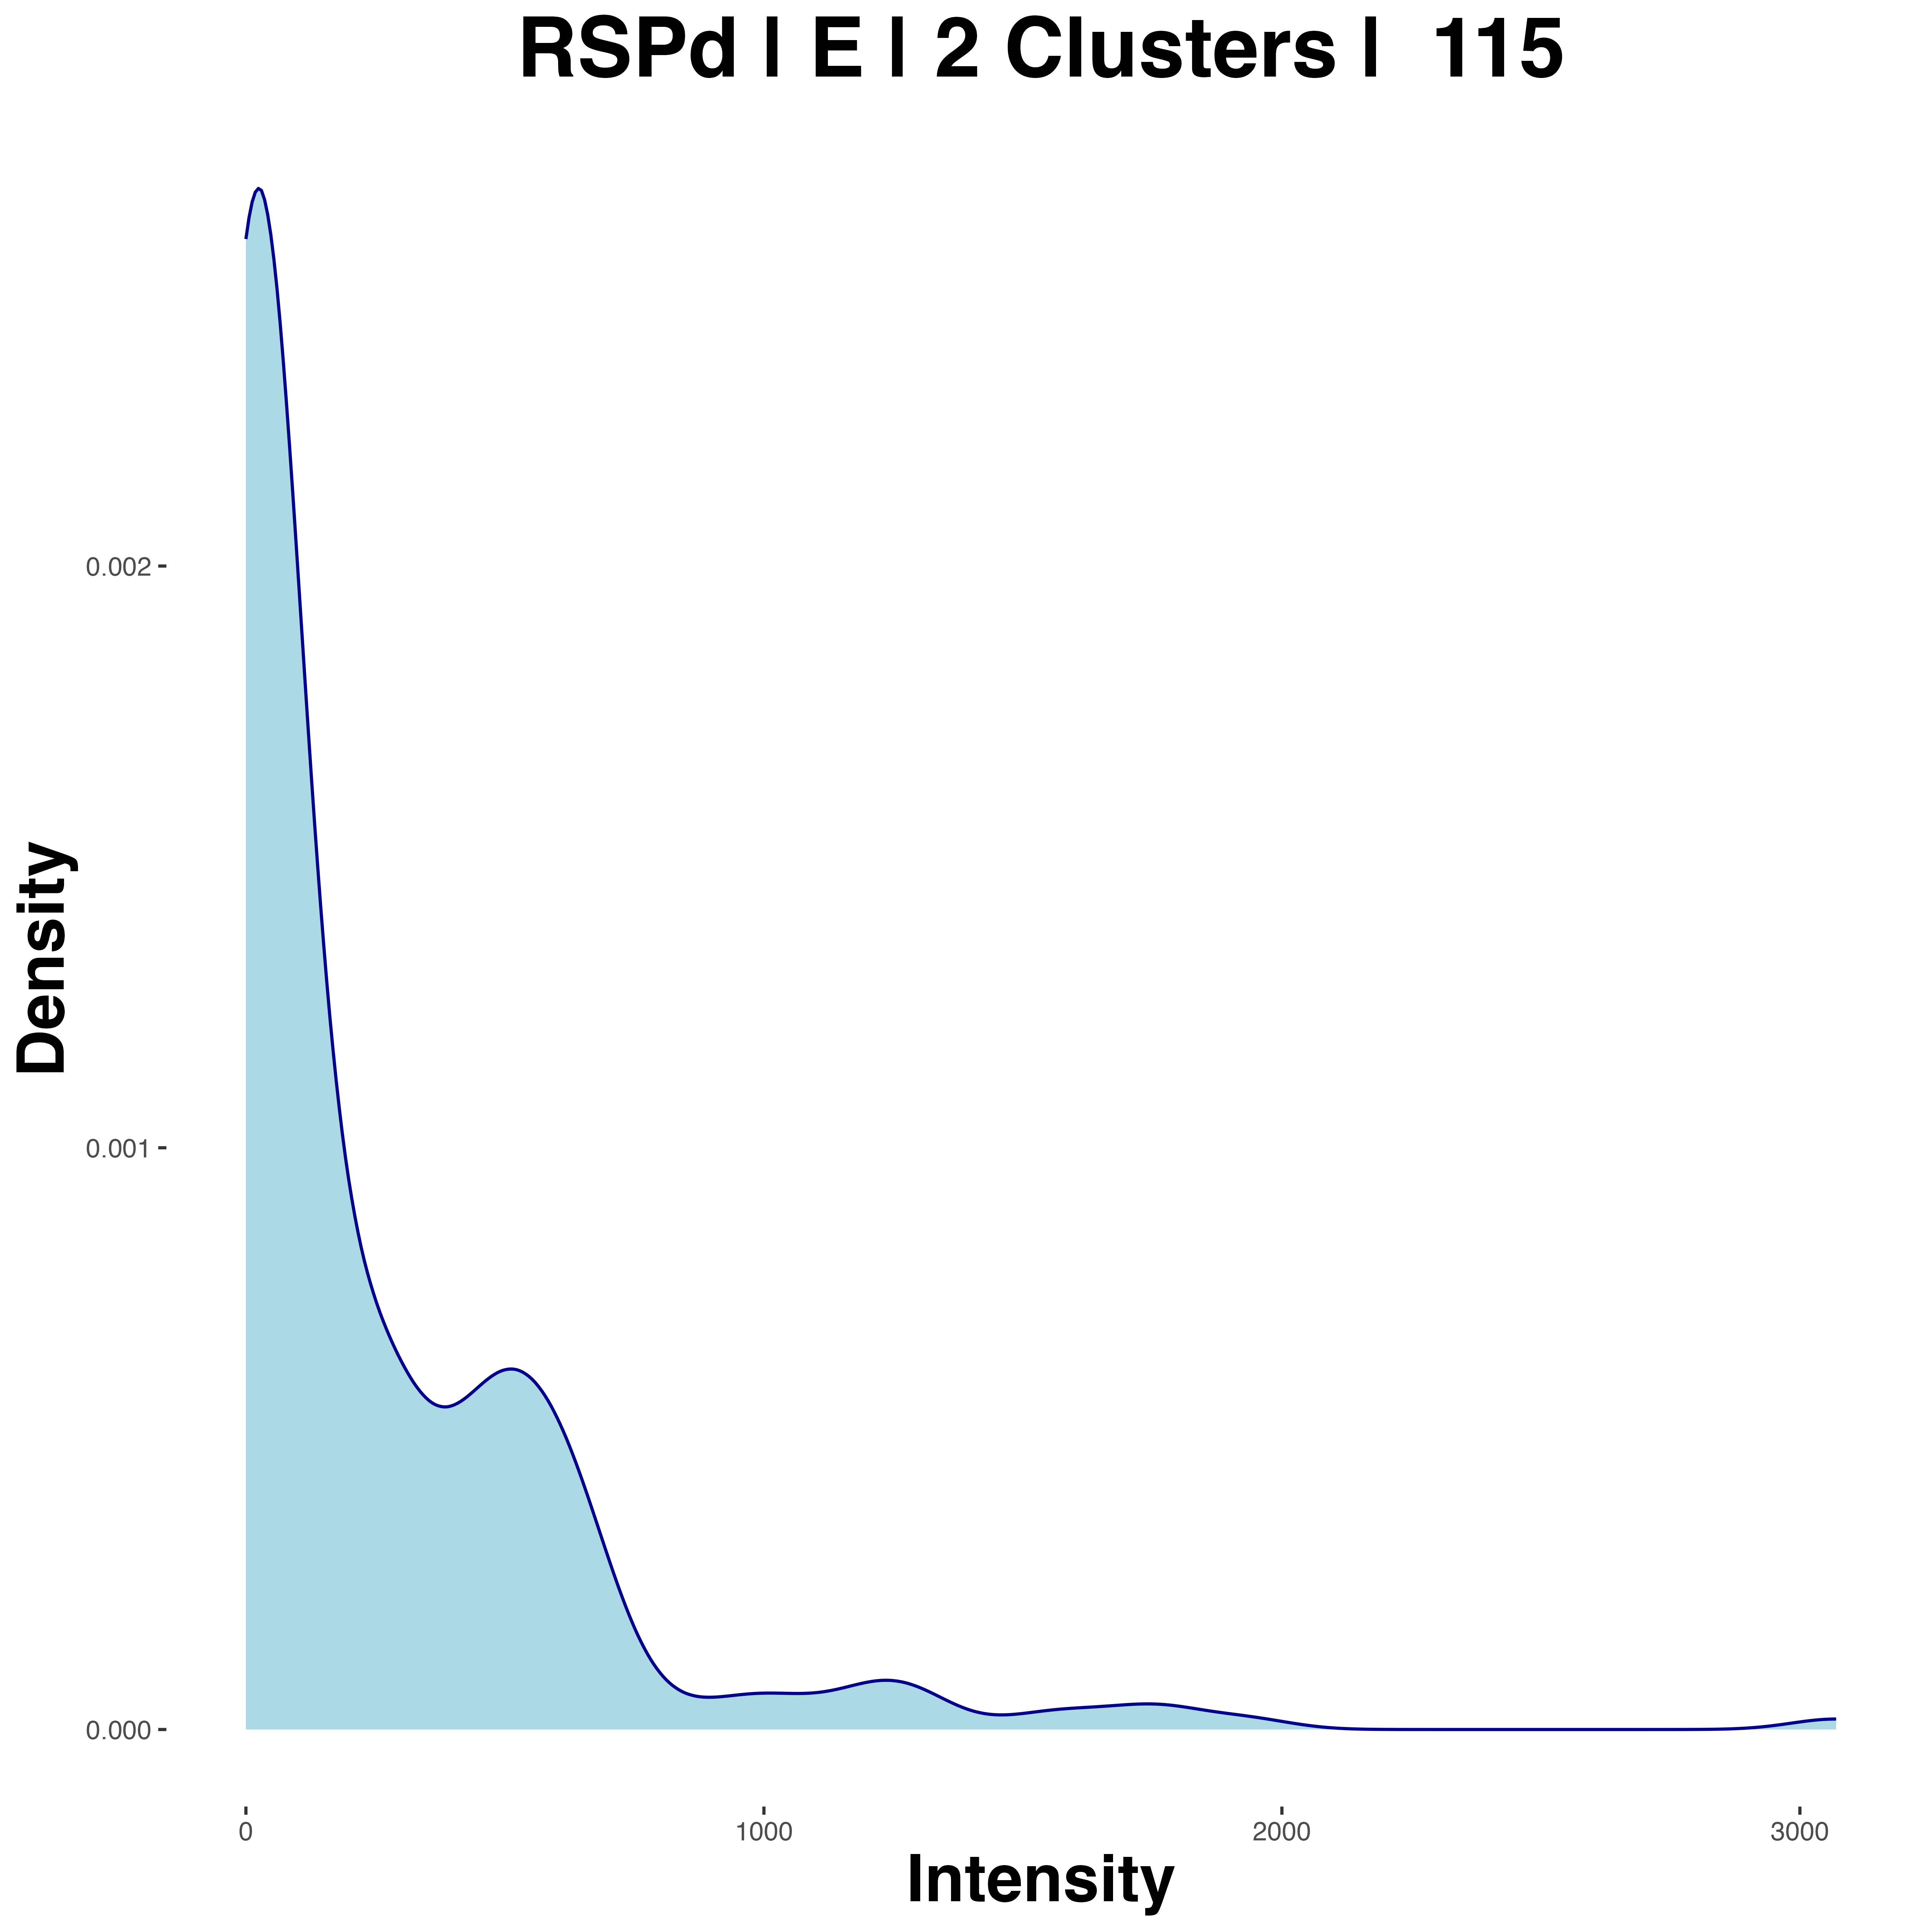 RSPd | E | 2 Clusters | 115
Density
0.002
0.001
0.000
0 1000 2000 3000
Intensity